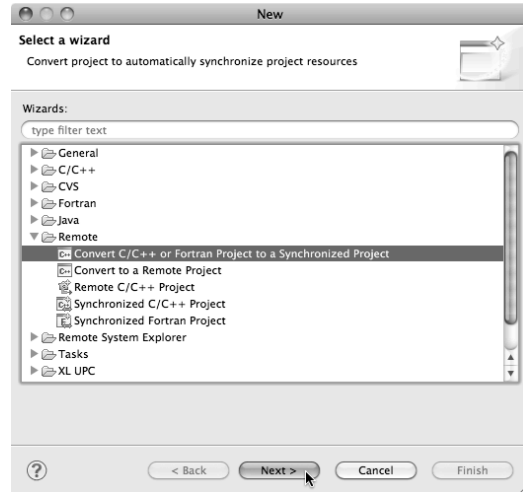 New
Select a wizard
Convert project to automatically synchronize project resources
Wizards:
type filter text
General
C/C++
CVS
Fortran
Java
Remote
Convert C/C++ or Fortran Project to a Synchronized Project
Convert to a Remote Project
Remote C/C++ Project
Synchronized C/C++ Project
Synchronized Fortran Project
Remote System Explorer
Tasks
XL UPC
? < Back Next > Cancel Finish